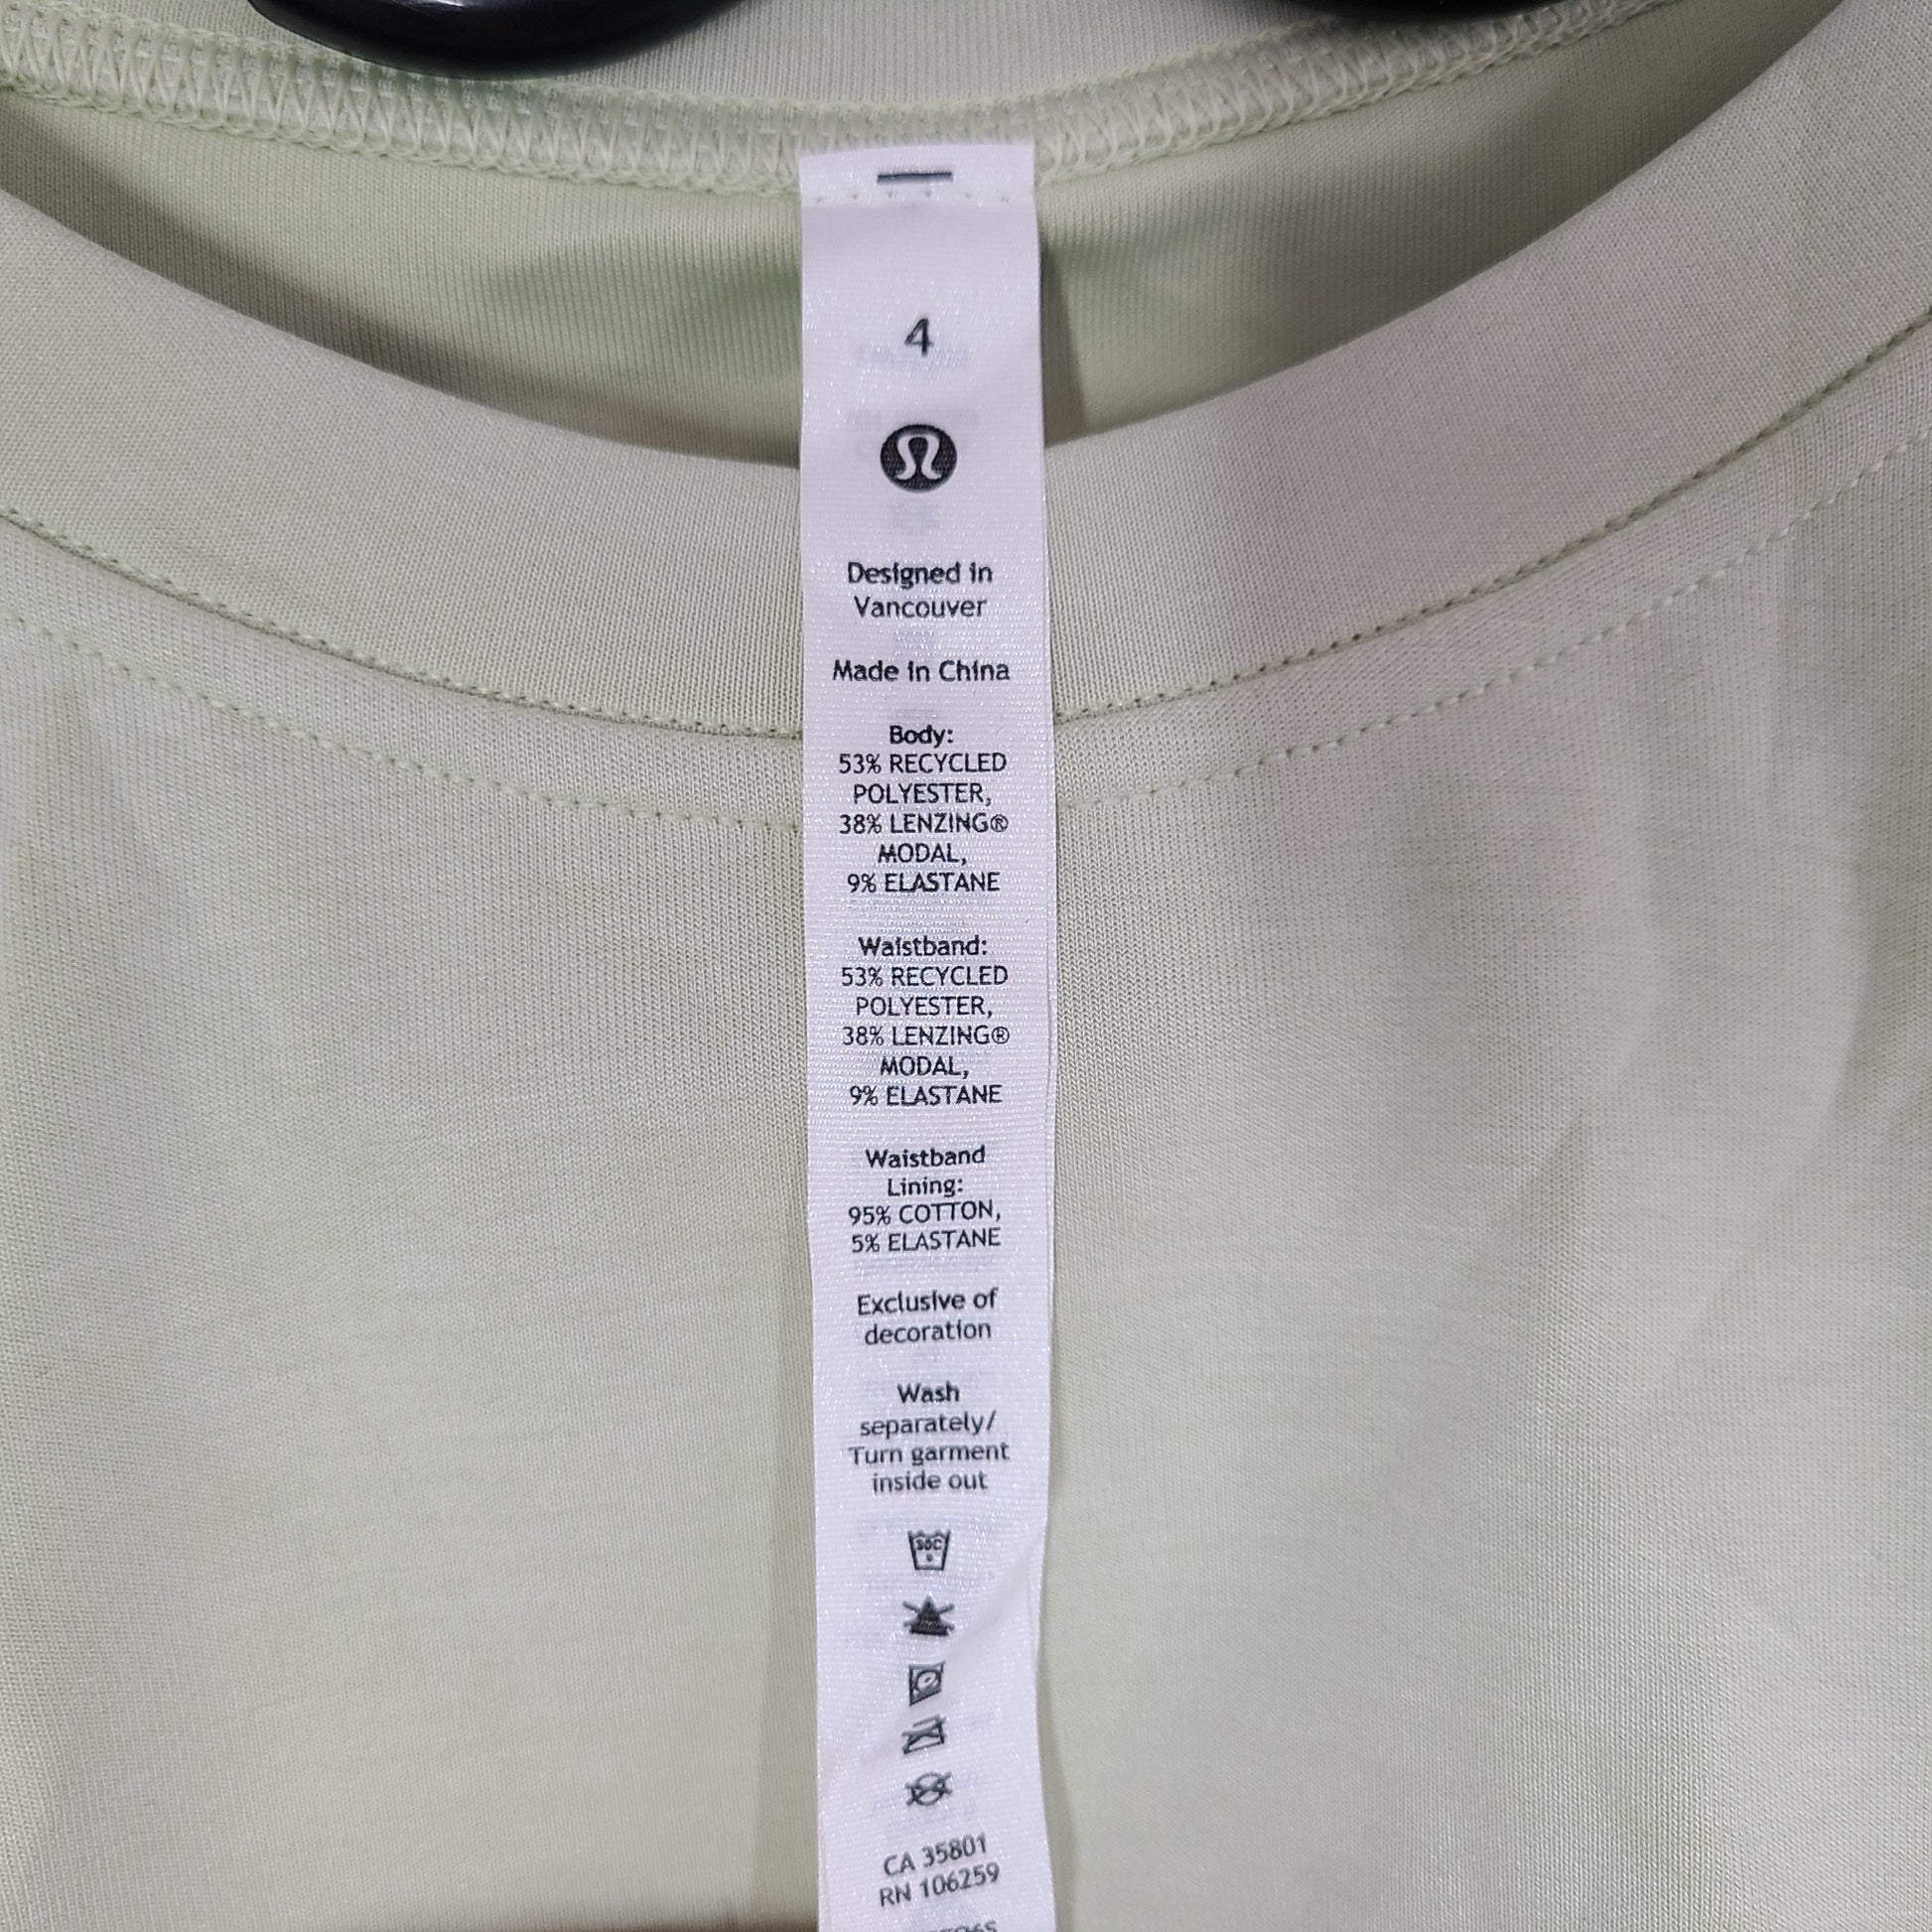 4
Designed in
Vancouver
Made in China
Body:
53% RECYCLED
POLYESTER,
38% LENZING®
MODAL,
9% ELASTANE
Waistband:
53% RECYCLED
POLYESTER,
38% LENZING®
MODAL,
9% ELASTANE
Waistband
Lining:
95% COTTON,
5% ELASTANE
Exclusive of
decoration
Wash
separately/
Turn garment
inside out
30C
CA 35801
RN 106259